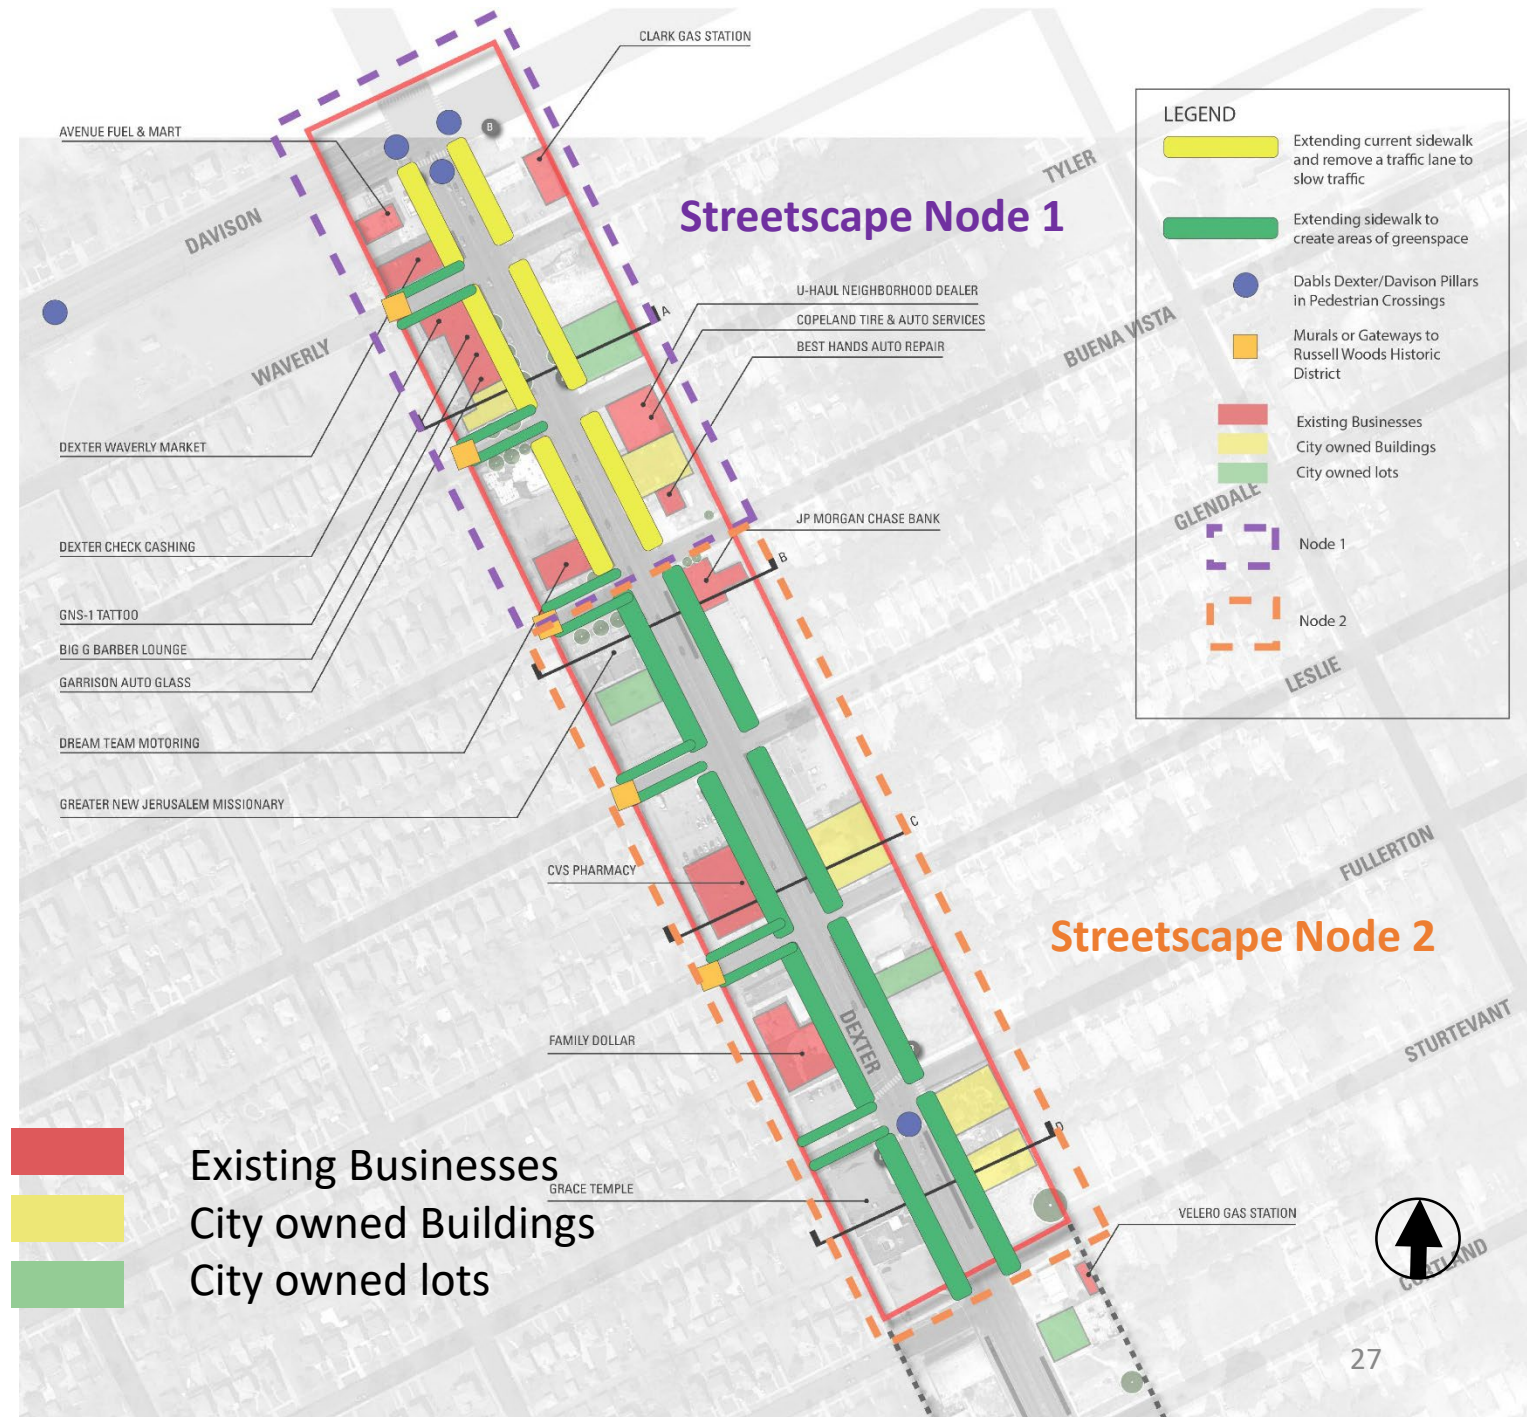 CLARK GAS STATION
B
AVENUE FUEL & MART
LEGEND
Extending current sidewalk
and remove a traffic lane to
slow traffic
TYLER
DAVISON
Streetscape Node 1
Extending sidewalk to
create areas of greenspace
Dabls Dexter/Davison Pillars
in Pedestrian Crossings
U-HAUL NEIGHBORHOOD DEALER
COPELAND TIRE & AUTO SERVICES
BEST HANDS AUTO REPAIR
A
BUENA VISTA
WAVERLY
Murals or Gateways to
Russell Woods Historic
District
Existing Businesses
City owned Buildings
City owned lots
DEXTER WAVERLY MARKET
GLENDALE
JP MORGAN CHASE BANK
DEXTER CHECK CASHING
B
Node 1
GNS-1 TATTOO
Node 2
BIG G BARBER LOUNGE
GARRISON AUTO GLASS
LESLIE
DREAM TEAM MOTORING
GREATER NEW JERUSALEM MISSIONARY
C
FULLERTON
CVS PHARMACY
Streetscape Node 2
DEXTER
FAMILY DOLLAR
STURTEVANT
D
Existing Businesses
GRACE TEMPLE
City owned Buildings
VELERO GAS STATION
City owned lots
CORTLAND
27